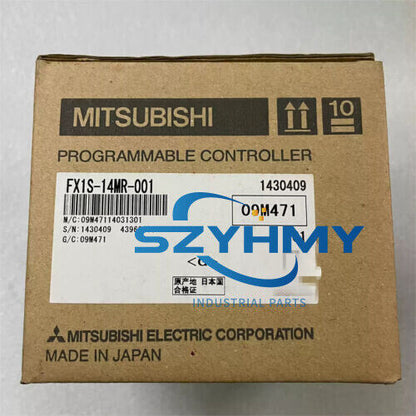 MITSUBISHI
10
PROGRAMMABLE CONTROLLER
FX1S-14MR-001 1430409
M/C:09M47114031301 09M471
S/N:1430409
G/C:09M471
SZYHMY
INDUSTRIAL PARTS
原产地 日本国
合格证
MITSUBISHI ELECTRIC CORPORATION
MADE IN JAPAN